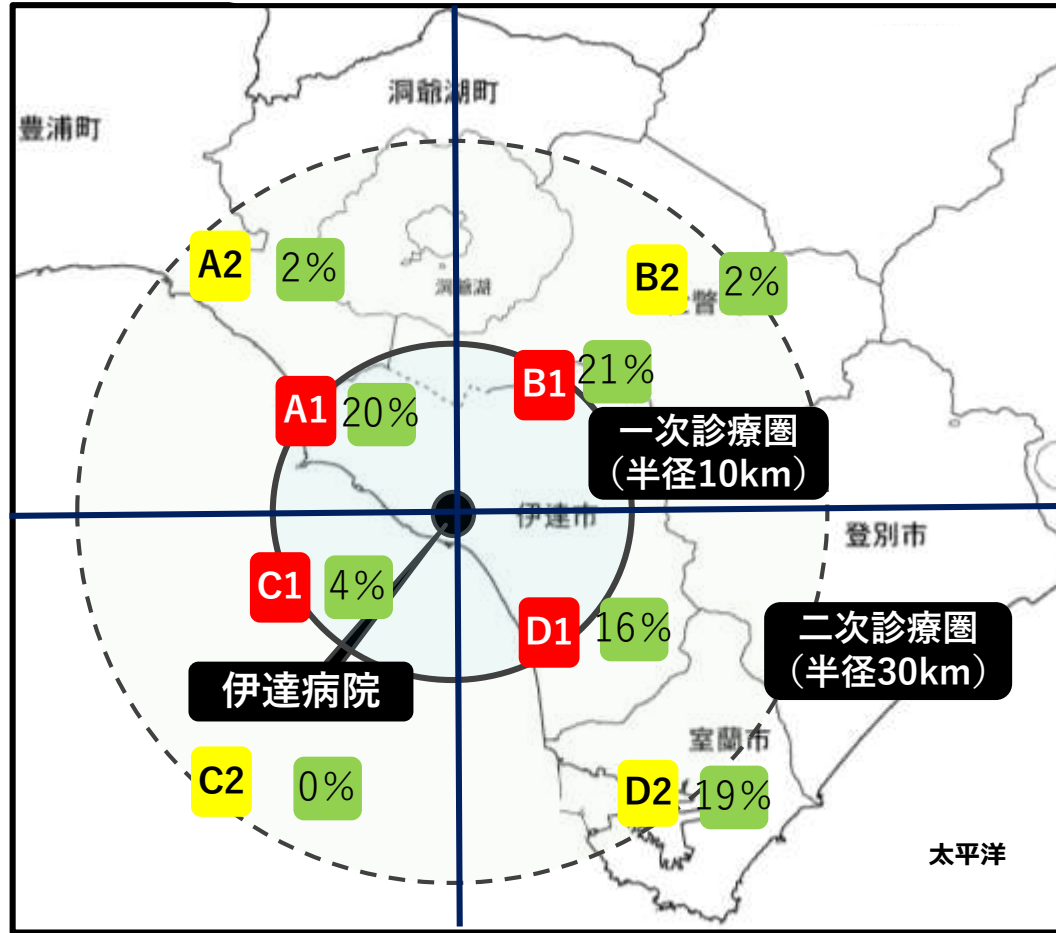 洞爺湖町
豊浦町
A2
2%
洞爺湖
B2
2%
瞥
A1
20%
B1
21%
一次診療圏
(半径10km)
伊達市
登別市
C1
4%
D1
16%
二次診療圏
(半径30km)
伊達病院
室蘭市
C2
0%
D2
19%
太平洋